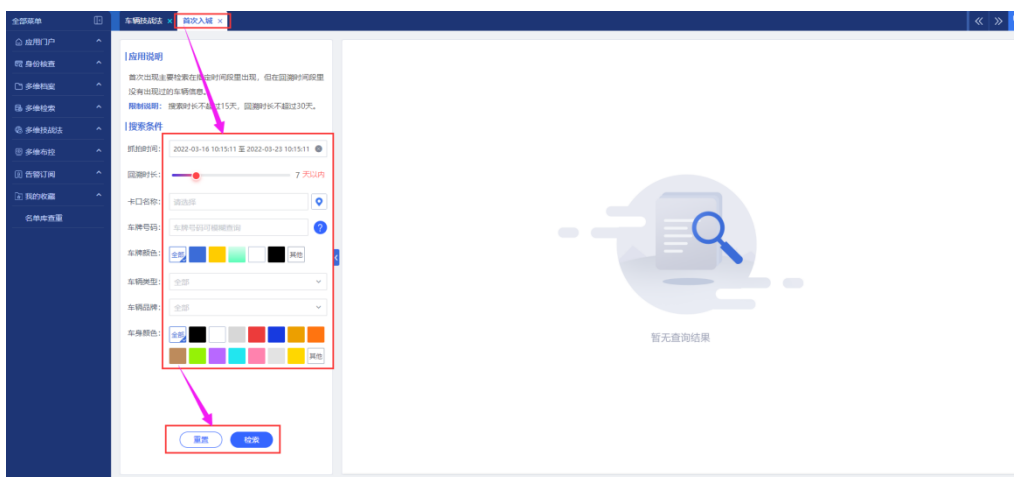 全部菜单
车辆技战法 ×
首次入城 ×
应用门户
身份核查
多维档案
多维检索
多维技战法
多维布控
告警订阅
我的收藏
名单库查重
应用说明
首次出现主要检索在指定时间段里出现，但在回溯时间段里
没有出现过的车辆信息。
限制说明： 搜索时长不超过15天，回溯时长不超过30天。
搜索条件
抓拍时间： 2022-03-16 10:15:11 至 2022-03-23 10:15:11
回溯时长： 7 天以内
卡口名称： 请选择
车牌号码： 车牌号码可模糊查询 ?
车牌颜色： 全部 其他
车辆类型： 全部
车辆品牌： 全部
车身颜色： 全部
其他
重置 检索
暂无查询结果